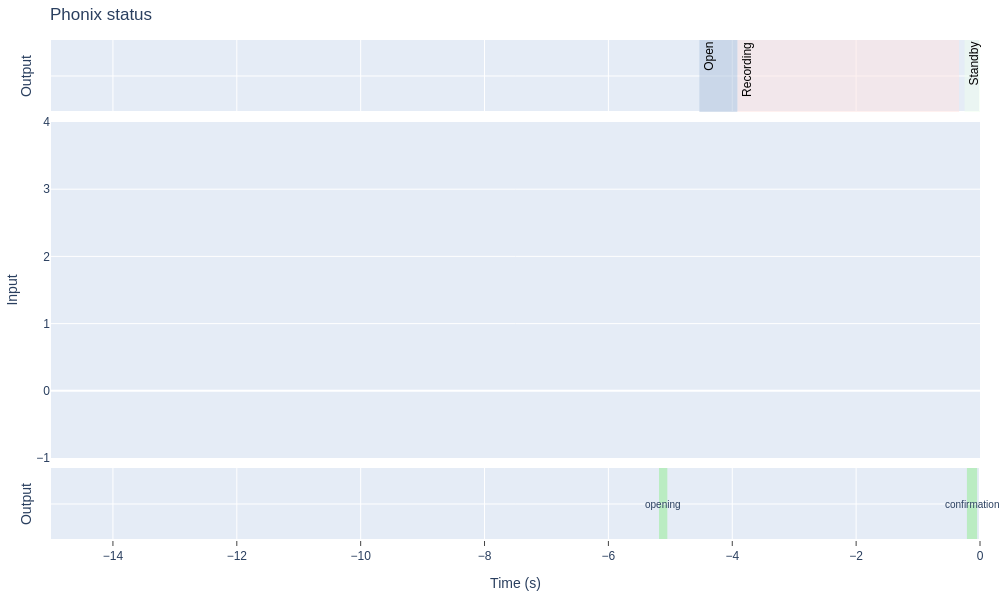 Phonix status
Output
Open
Recording
Standby
4
3
2
1
0
−1
Input
Output
opening
confirmation
−14
−12
−10
−8
−6
−4
−2
0
Time (s)